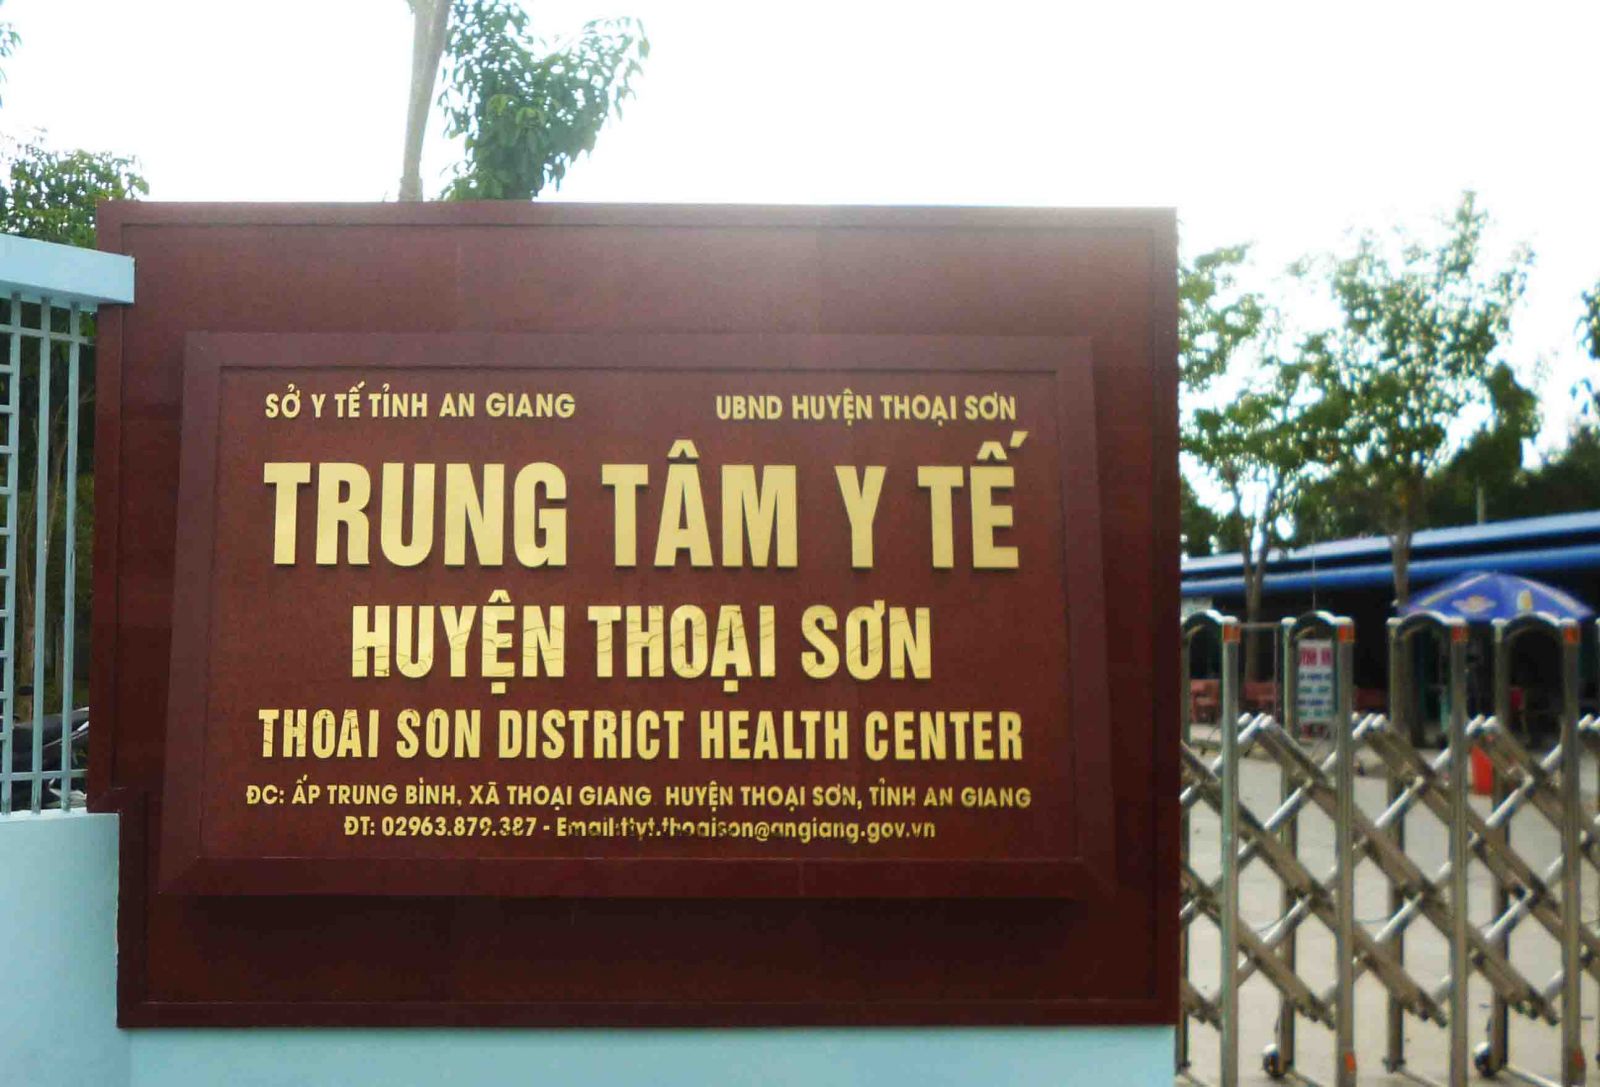 SỞ Y TẾ TỈNH AN GIANG
UBND HUYỆN THOẠI SƠN
TRUNG TÂM Y TẾ
HUYỆN THOẠI SƠN
THOAI SON DISTRICT HEALTH CENTER
ĐC: ẤP TRUNG BÌNH, XÃ THOẠI GIANG HUYỆN THOẠI SƠN, TỈNH AN GIANG
ĐT: 02963.879.387 - Email:ttyt.thoaison@angiang.gov.vn